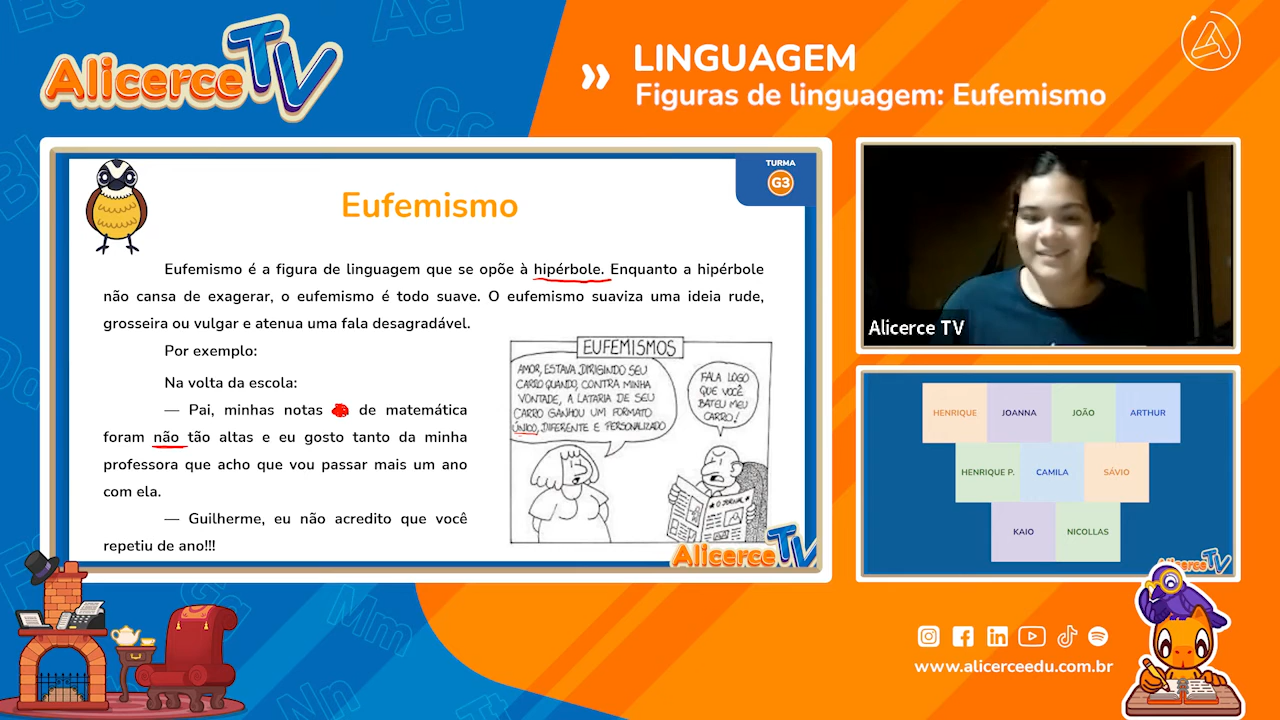 Alicerce TV
LINGUAGEM
Figuras de linguagem: Eufemismo
TURMA
G3
Eufemismo
Eufemismo é a figura de linguagem que se opõe à hipérbole. Enquanto a hipérbole
não cansa de exagerar, o eufemismo é todo suave. O eufemismo suaviza uma ideia rude,
grosseira ou vulgar e atenua uma fala desagradável.
Por exemplo:
Na volta da escola:
— Pai, minhas notas de matemática
foram não tão altas e eu gosto tanto da minha
professora que acho que vou passar mais um ano
com ela.
— Guilherme, eu não acredito que você
repetiu de ano!!!
EUFEMISMOS
AMOR, ESTAVA DIRIGINDO SEU
CARRO QUANDO, CONTRA MINHA
VONTADE, A LATARIA DE SEU
CARRO GANHOU UM FORMATO
ÚNICO, DIFERENTE E PERSONALIZADO
FALA LOGO
QUE VOCÊ
BATEU MEU
CARRO!
O JORNAL
Alicerce TV
Alicerce TV
HENRIQUE JOANNA JOÃO ARTHUR
HENRIQUE P. CAMILA SÁVIO
KAIO NICOLLAS
Alicerce TV
www.alicerceedu.com.br